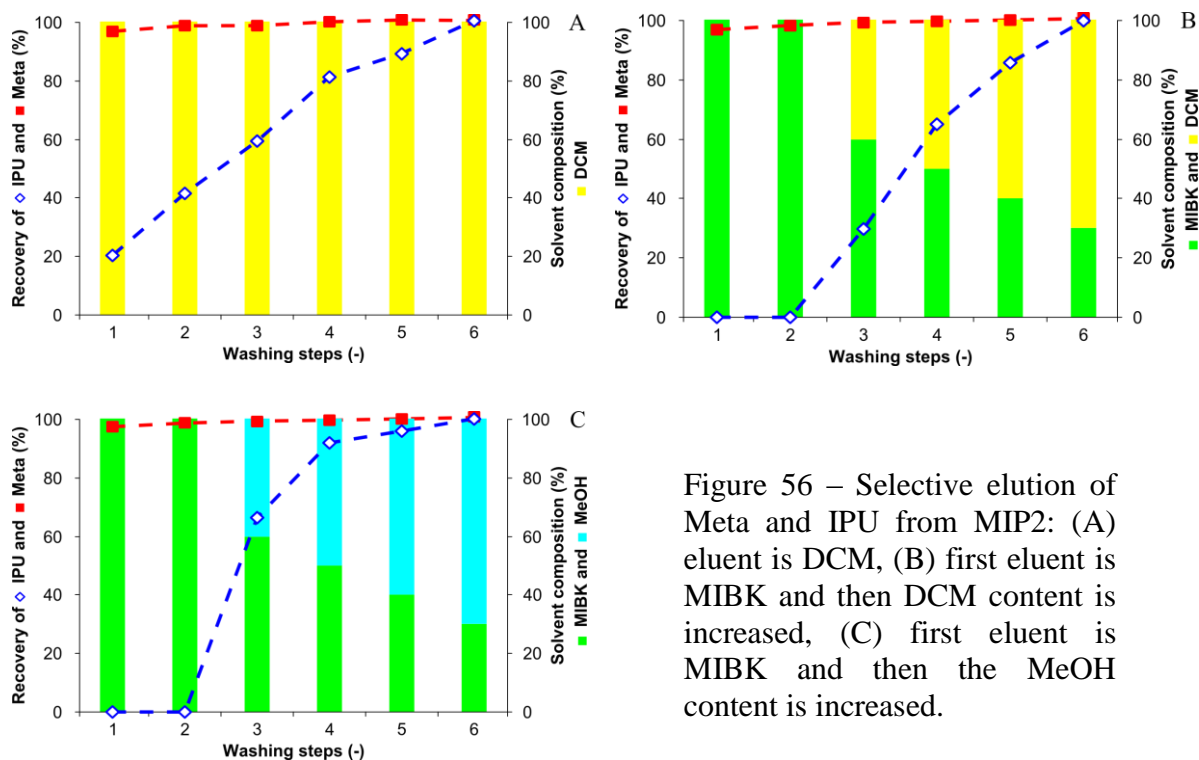 A
Recovery of ◇ IPU and ■ Meta (%)
100
80
60
40
20
0
100
80
60
40
20
0
Solvent composition (%)
■ DCM
1 2 3 4 5 6
Washing steps (-)
B
Recovery of ◇ IPU and ■ Meta (%)
100
80
60
40
20
0
100
80
60
40
20
0
Solvent composition (%)
■ MIBK and ■ DCM
1 2 3 4 5 6
Washing steps (-)
C
Recovery of ◇ IPU and ■ Meta (%)
100
80
60
40
20
0
100
80
60
40
20
0
Solvent composition (%)
■ MIBK and ■ MeOH
1 2 3 4 5 6
Washing steps (-)
Figure 56 – Selective elution of
Meta and IPU from MIP2: (A)
eluent is DCM, (B) first eluent is
MIBK and then DCM content is
increased, (C) first eluent is
MIBK and then the MeOH
content is increased.